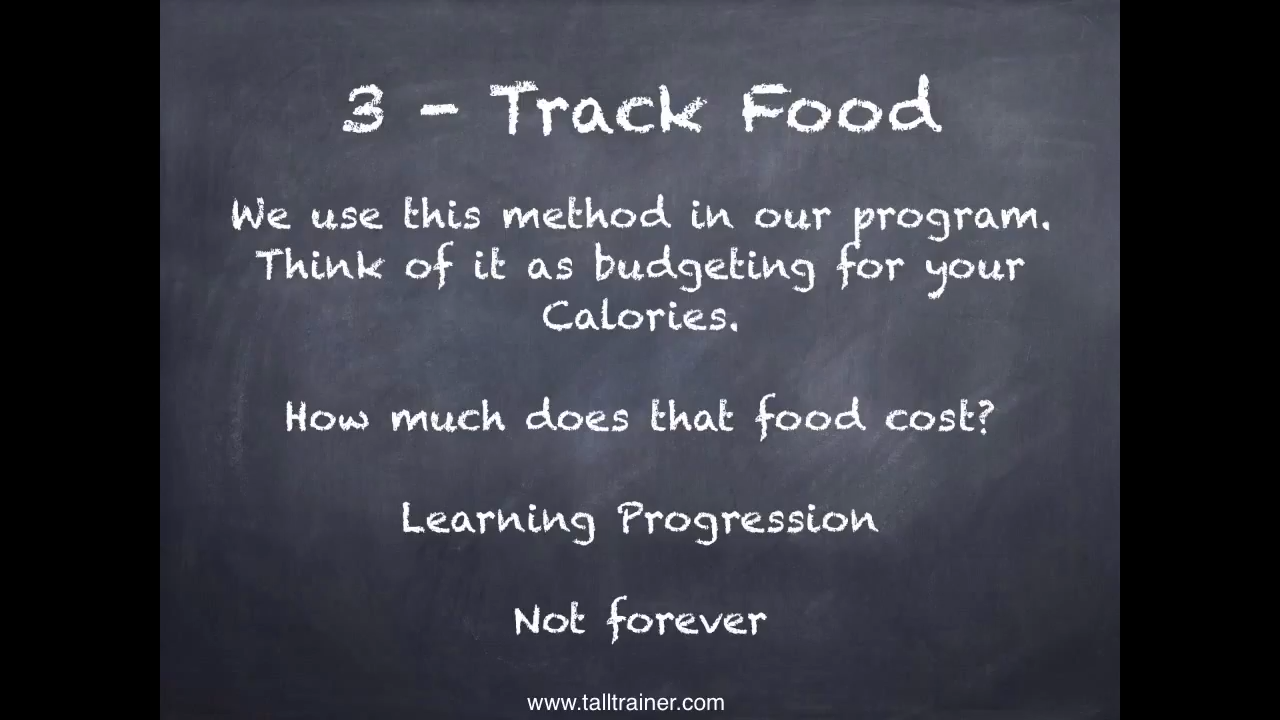 3 - Track Food
We use this method in our program.
Think of it as budgeting for your
Calories.
How much does that food cost?
Learning Progression
Not forever
www.talltrainer.com